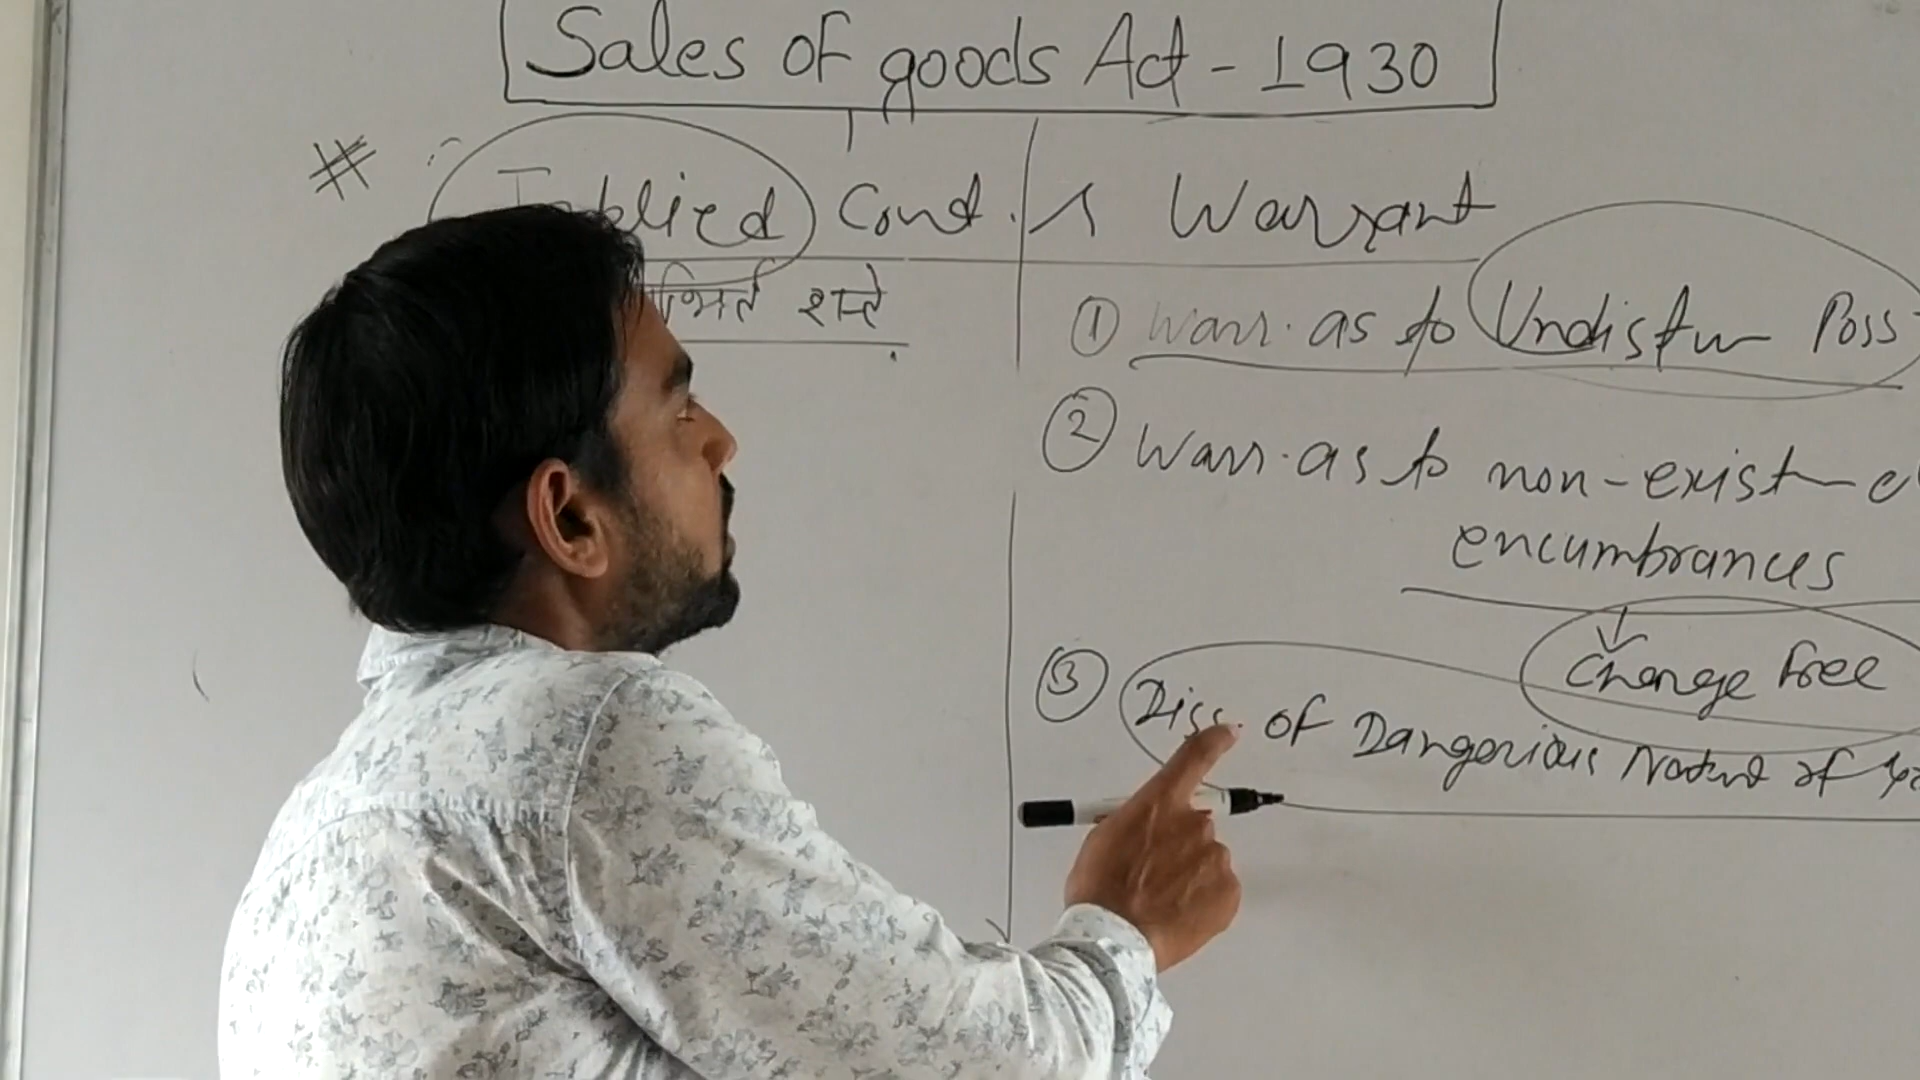 Sales of goods Act - 1930
# Implied Cond. & Warrant
शर्ते
① Warr. as to Undistur Poss
② Warr. as to non-exist
encumbrances
Charge free
③ Diss. of Dangerious Nature of